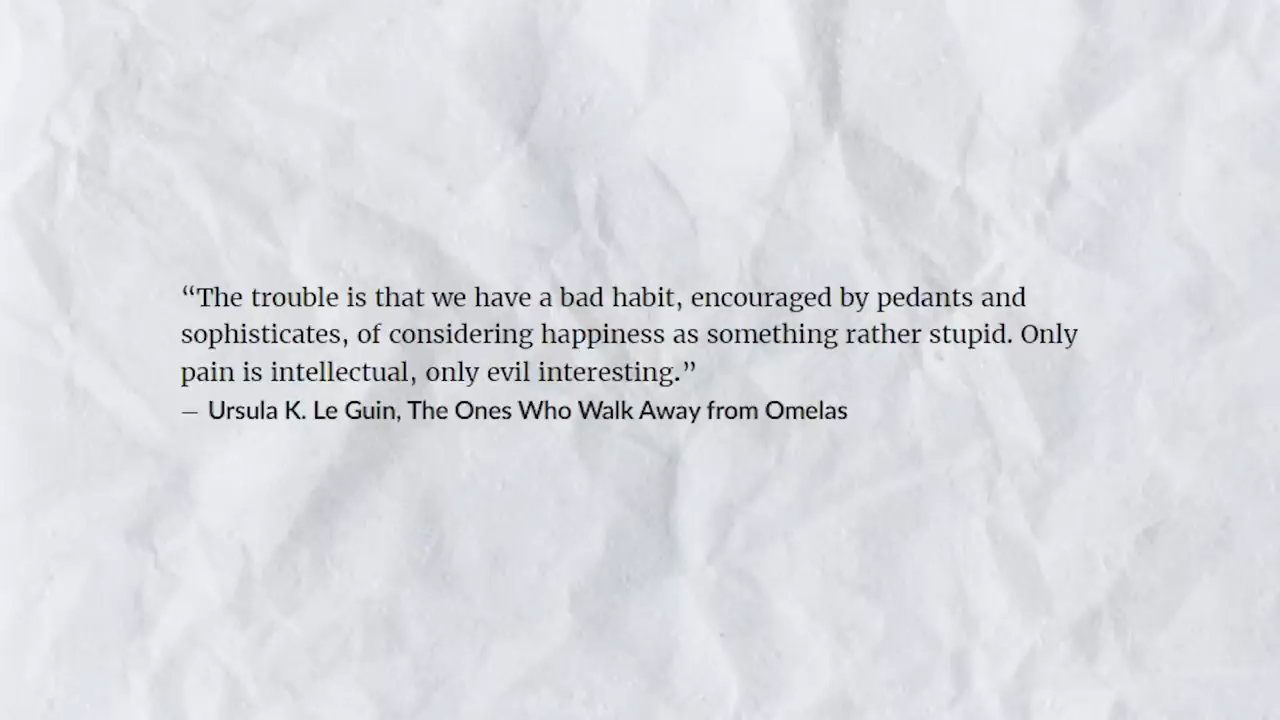 “The trouble is that we have a bad habit, encouraged by pedants and
sophisticates, of considering happiness as something rather stupid. Only
pain is intellectual, only evil interesting.”
— Ursula K. Le Guin, The Ones Who Walk Away from Omelas